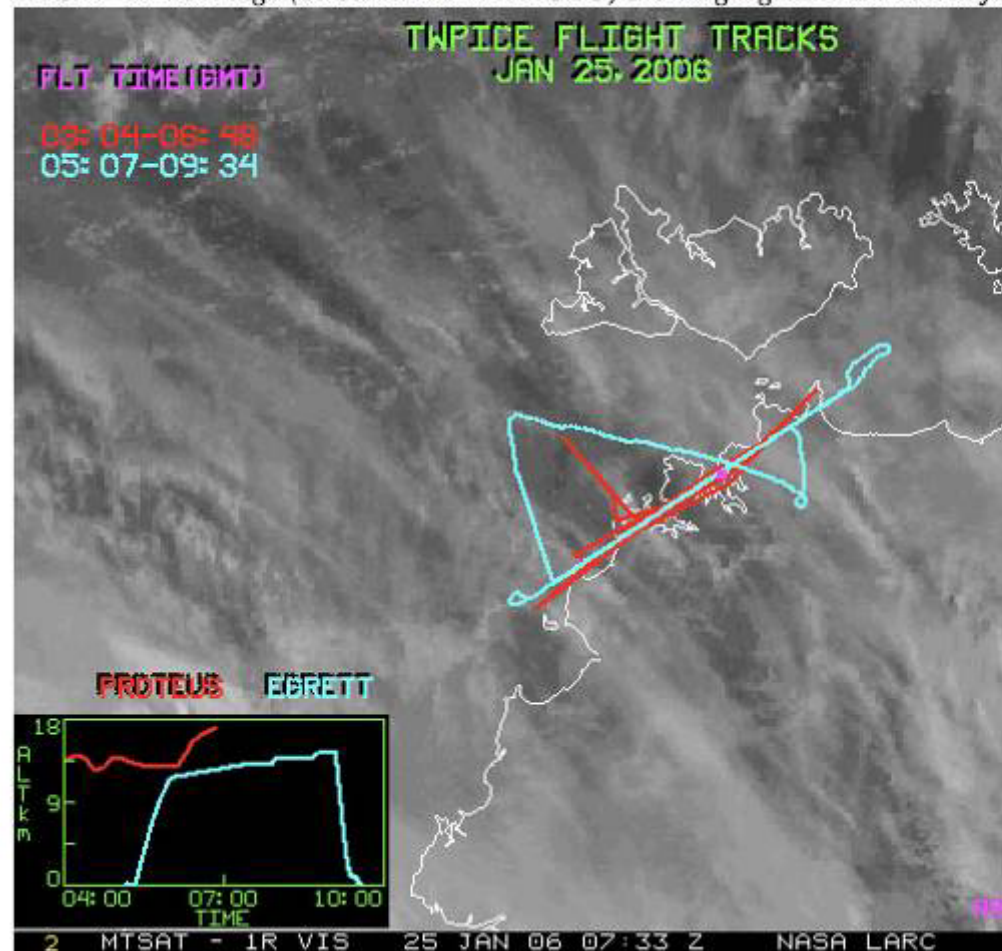 TWPICE FLIGHT TRACKS
JAN 25, 2006
FLT TIME(GMT)
03:04-06:48
05:07-09:34
PROTEUS EGRETT
18
ALTkm
9
0
04:00 07:00 10:00
TIME
2 MTSAT - 1R VIS 25 JAN 06 07:33 Z NASA LARC